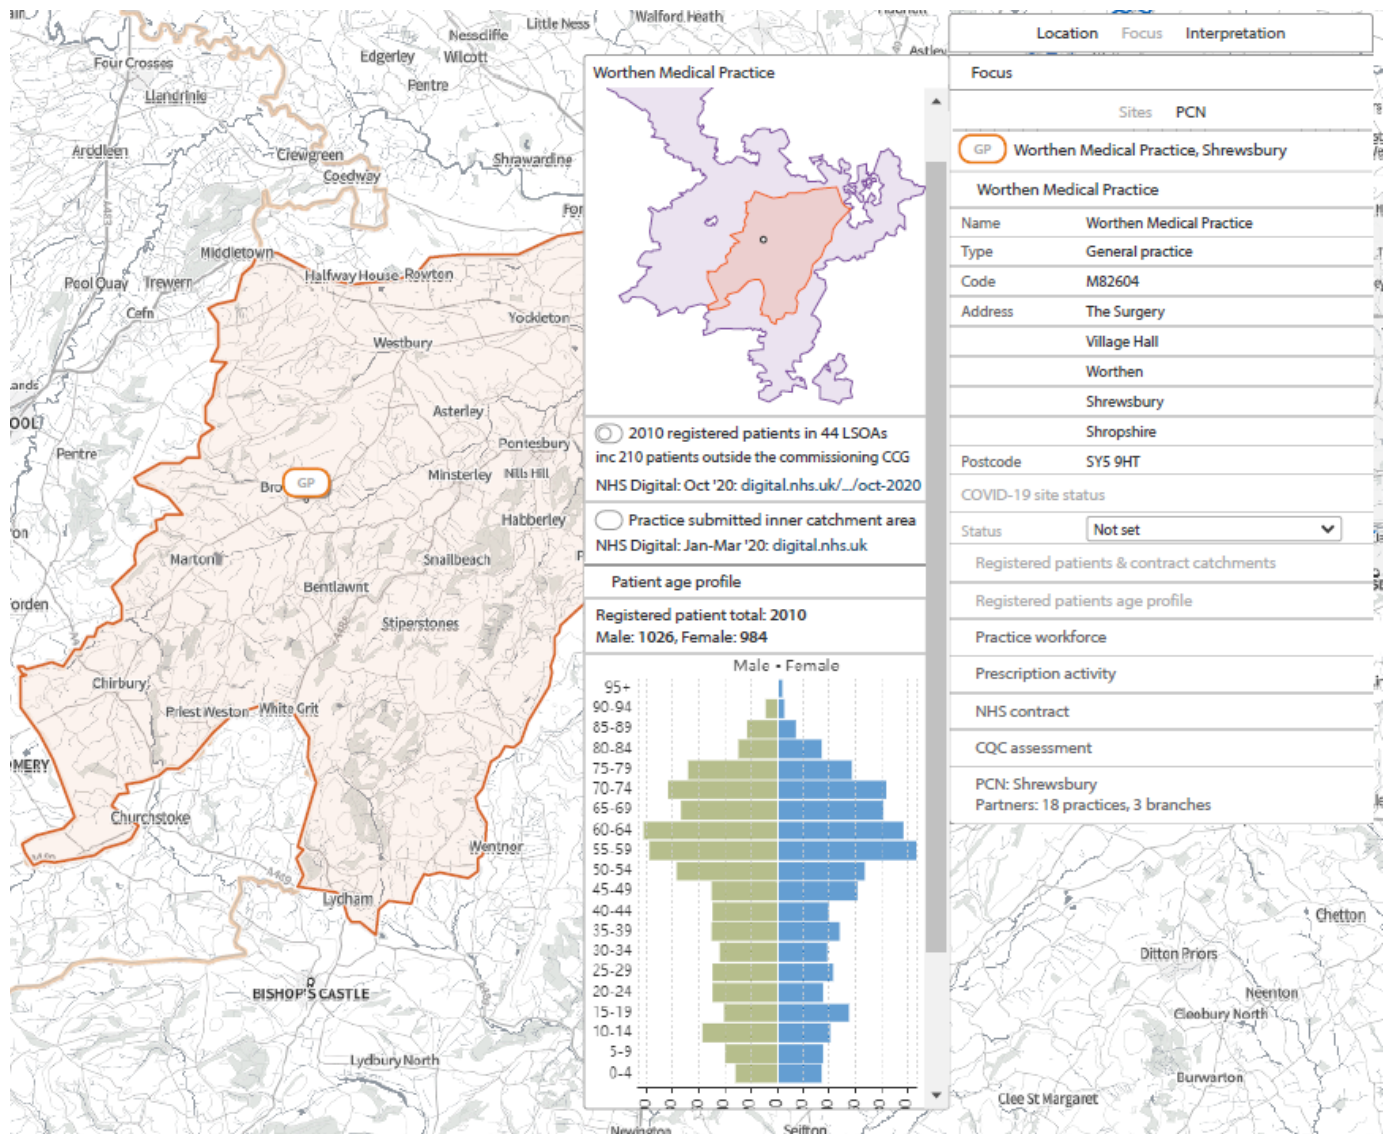 Four Crosses
Llandrinio
Arddleen
Crewgreen
Coedway
Edgerley
Nesscliffe
Wilcott
Pentre
Little Ness
Walford Heath
Shrawardine
Middletown
Pool Quay
Trewern
Cefn
Halfway House
Rowton
Yockleton
Westbury
Asterley
Pontesbury
Minsterley
Nills Hill
Habberley
Pentre
GP
Marton
Snailbeach
Bentlawnt
Stiperstones
Chirbury
Priest Weston
White Grit
Churchstoke
Wentnor
A489
Lydham
BISHOP'S CASTLE
Lydbury North
A483
A488
Worthen Medical Practice
2010 registered patients in 44 LSOAs
inc 210 patients outside the commissioning CCG
NHS Digital: Oct '20: digital.nhs.uk/.../oct-2020
Practice submitted inner catchment area
NHS Digital: Jan-Mar '20: digital.nhs.uk
Patient age profile
Registered patient total: 2010
Male: 1026, Female: 984
Male • Female
95+
90-94
85-89
80-84
75-79
70-74
65-69
60-64
55-59
50-54
45-49
40-44
35-39
30-34
25-29
20-24
15-19
10-14
5-9
0-4
Newington
Seifton
Location Focus Interpretation
Focus
Sites PCN
GP Worthen Medical Practice, Shrewsbury
Worthen Medical Practice
Name Worthen Medical Practice
Type General practice
Code M82604
Address The Surgery
Village Hall
Worthen
Shrewsbury
Shropshire
Postcode SY5 9HT
COVID-19 site status
Status Not set
Registered patients & contract catchments
Registered patients age profile
Practice workforce
Prescription activity
NHS contract
CQC assessment
PCN: Shrewsbury
Partners: 18 practices, 3 branches
Chetton
Ditton Priors
Neenton
Cleobury North
Burwarton
Clee St Margaret